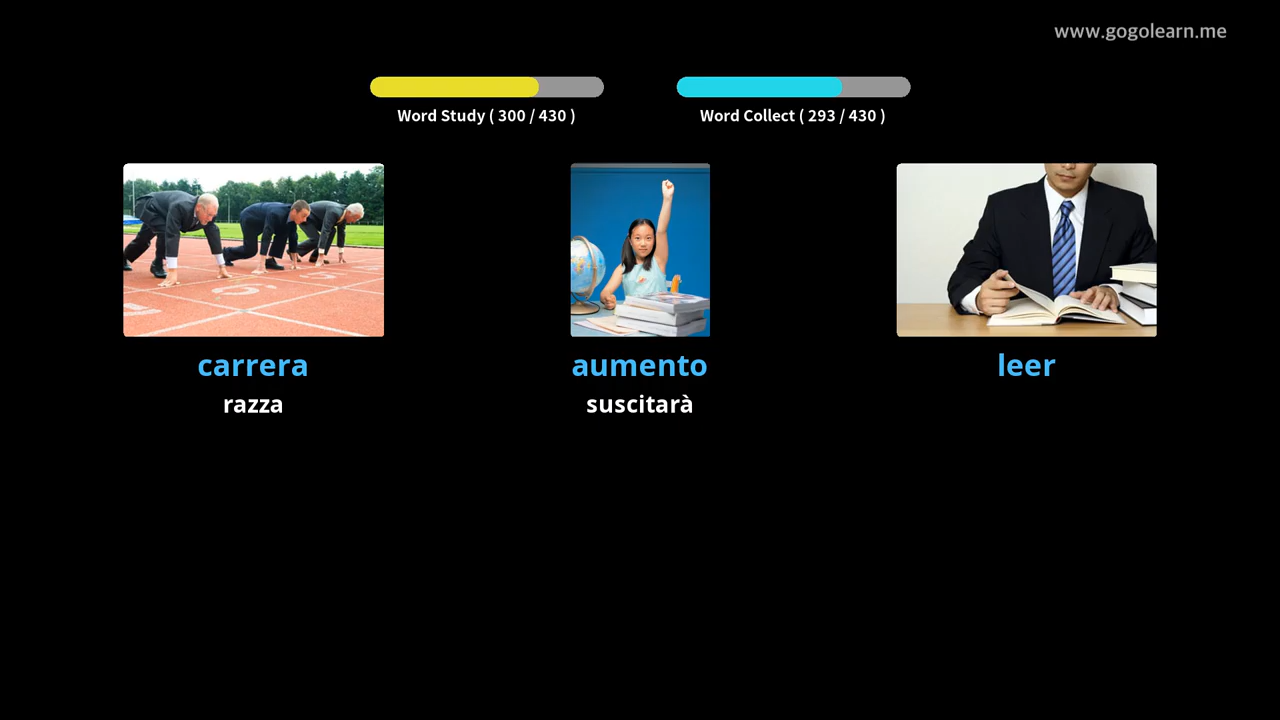 www.gogolearn.me
Word Study ( 300 / 430 )
Word Collect ( 293 / 430 )
carrera
aumento
leer
razza
suscitarà